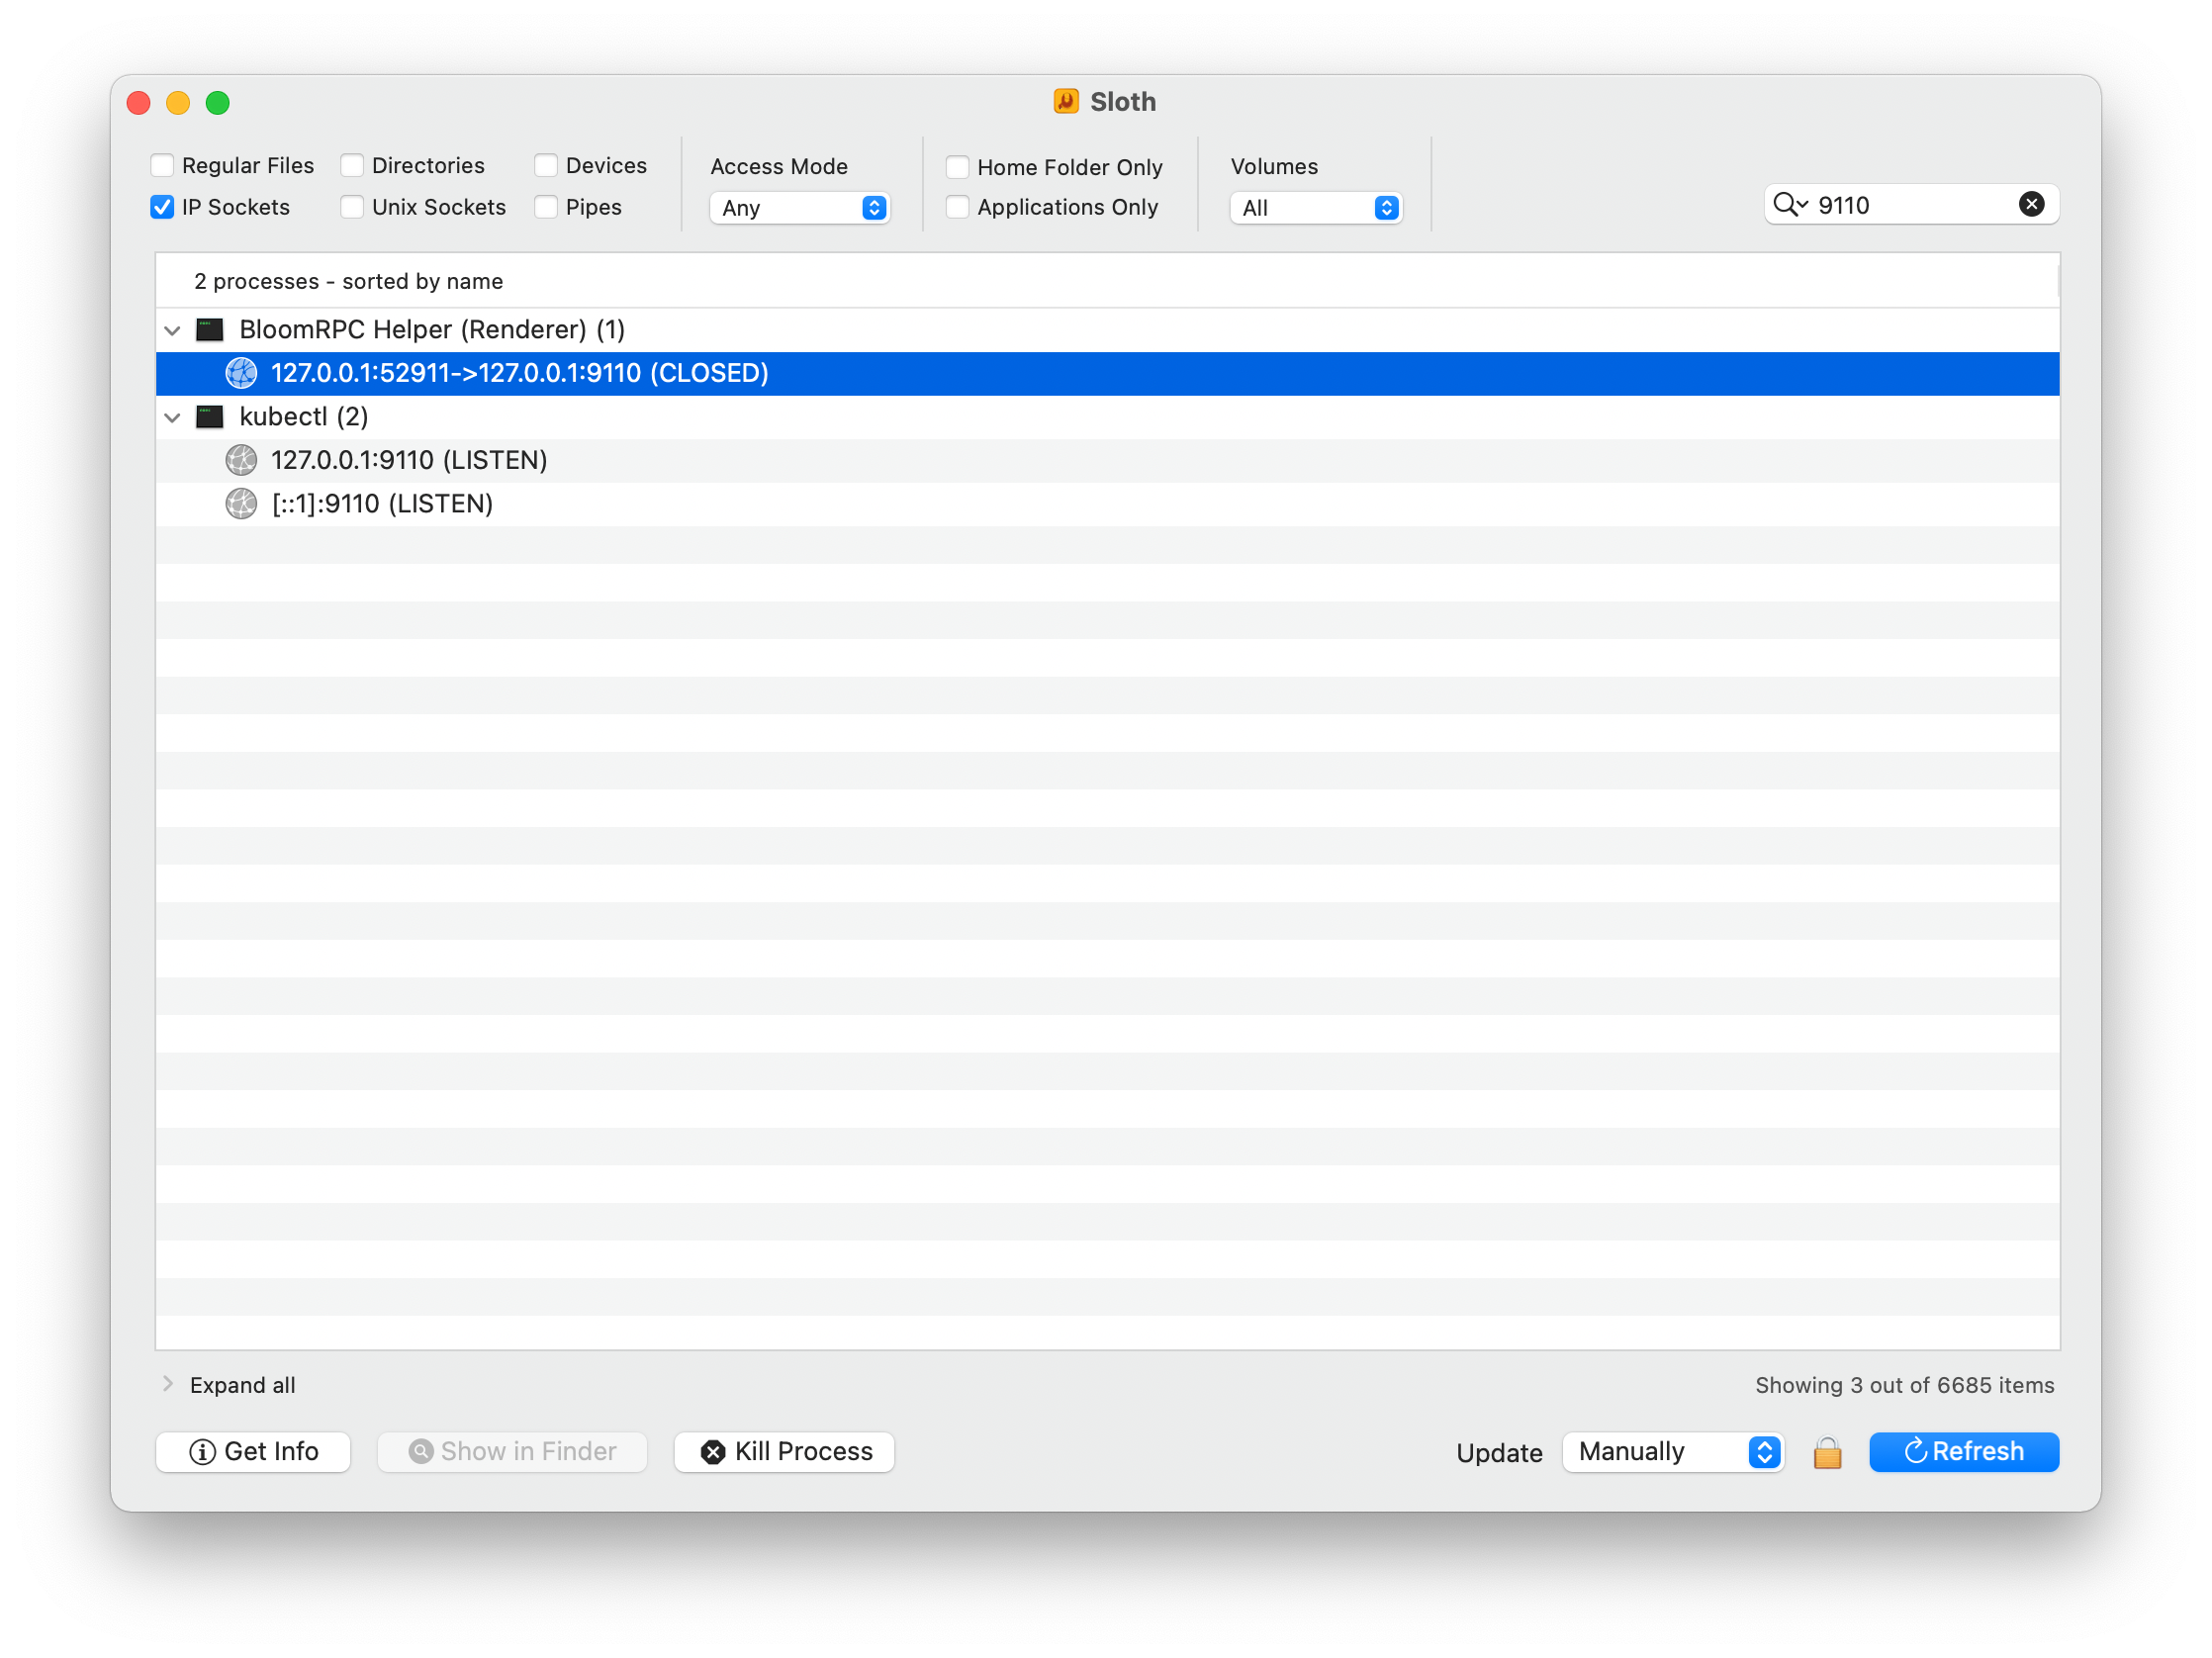 Sloth
Regular Files Directories Devices Access Mode Home Folder Only Volumes
IP Sockets Unix Sockets Pipes Any Applications Only All 9110
2 processes - sorted by name
BloomRPC Helper (Renderer) (1)
127.0.0.1:52911->127.0.0.1:9110 (CLOSED)
kubectl (2)
127.0.0.1:9110 (LISTEN)
[::1]:9110 (LISTEN)
Expand all Showing 3 out of 6685 items
Get Info Show in Finder Kill Process Update Manually Refresh